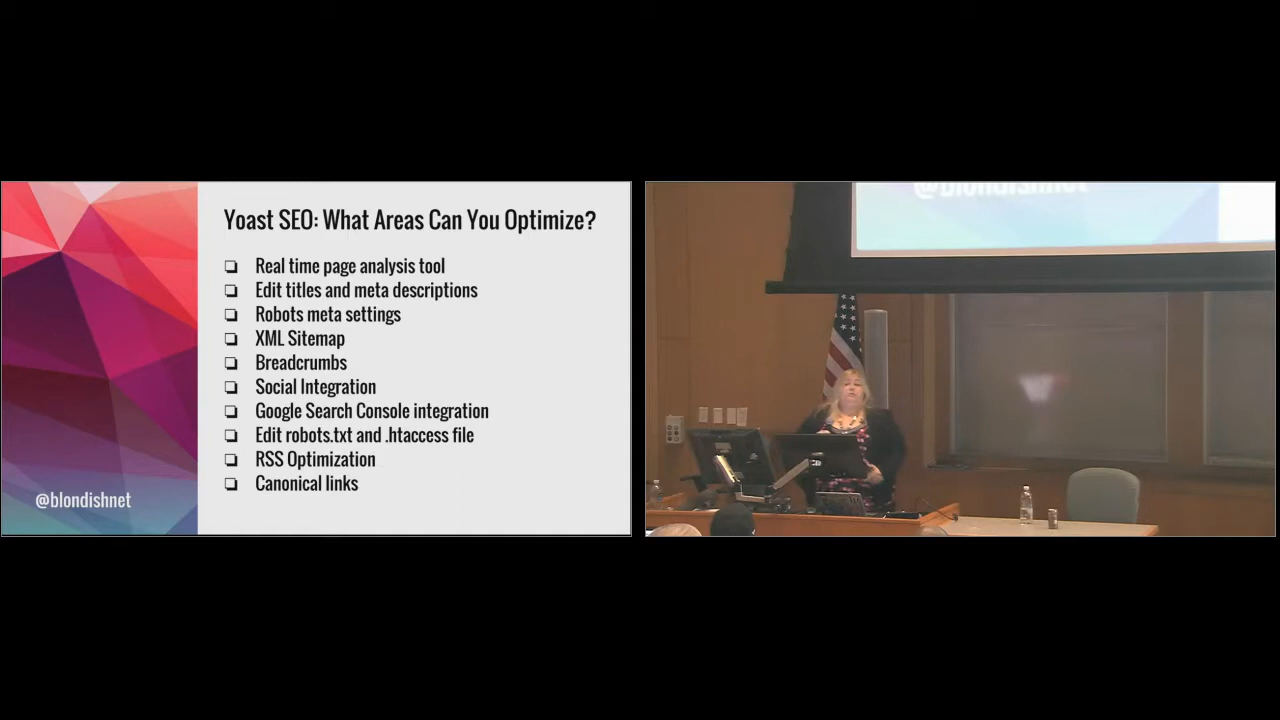 Yoast SEO: What Areas Can You Optimize?
❏ Real time page analysis tool
❏ Edit titles and meta descriptions
❏ Robots meta settings
❏ XML Sitemap
❏ Breadcrumbs
❏ Social Integration
❏ Google Search Console integration
❏ Edit robots.txt and .htaccess file
❏ RSS Optimization
❏ Canonical links
@blondishnet
@blondishnet